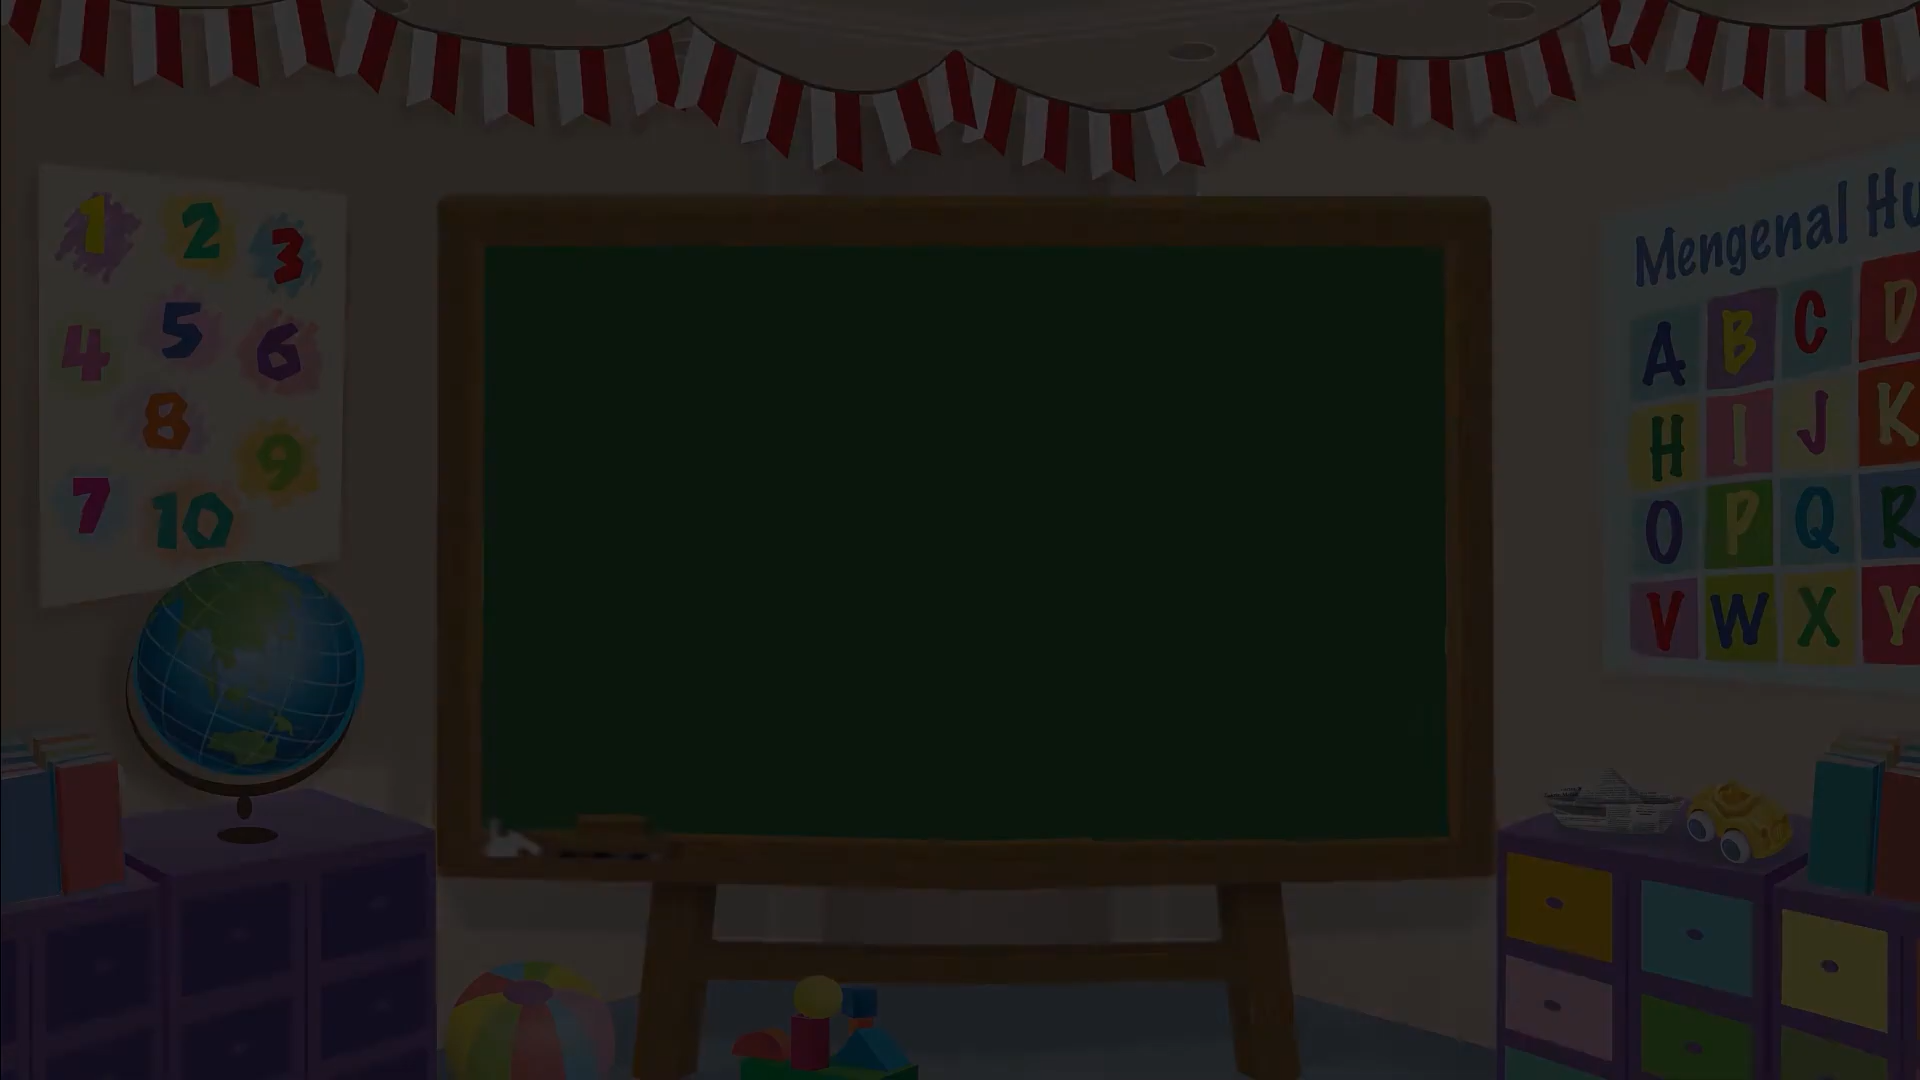 1 2 3
4 5 6
8
9
7 10
Mengenal Hu
A B C D
H I J K
O P Q R
V W X Y